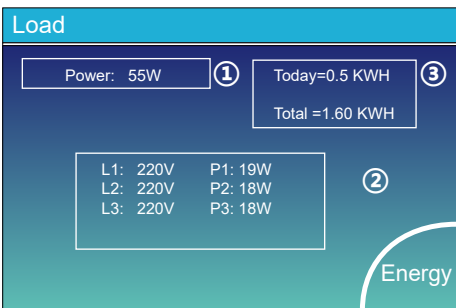 Load
Power: 55W ① Today=0.5 KWH ③
Total =1.60 KWH
L1: 220V P1: 19W ②
L2: 220V P2: 18W
L3: 220V P3: 18W
Energy